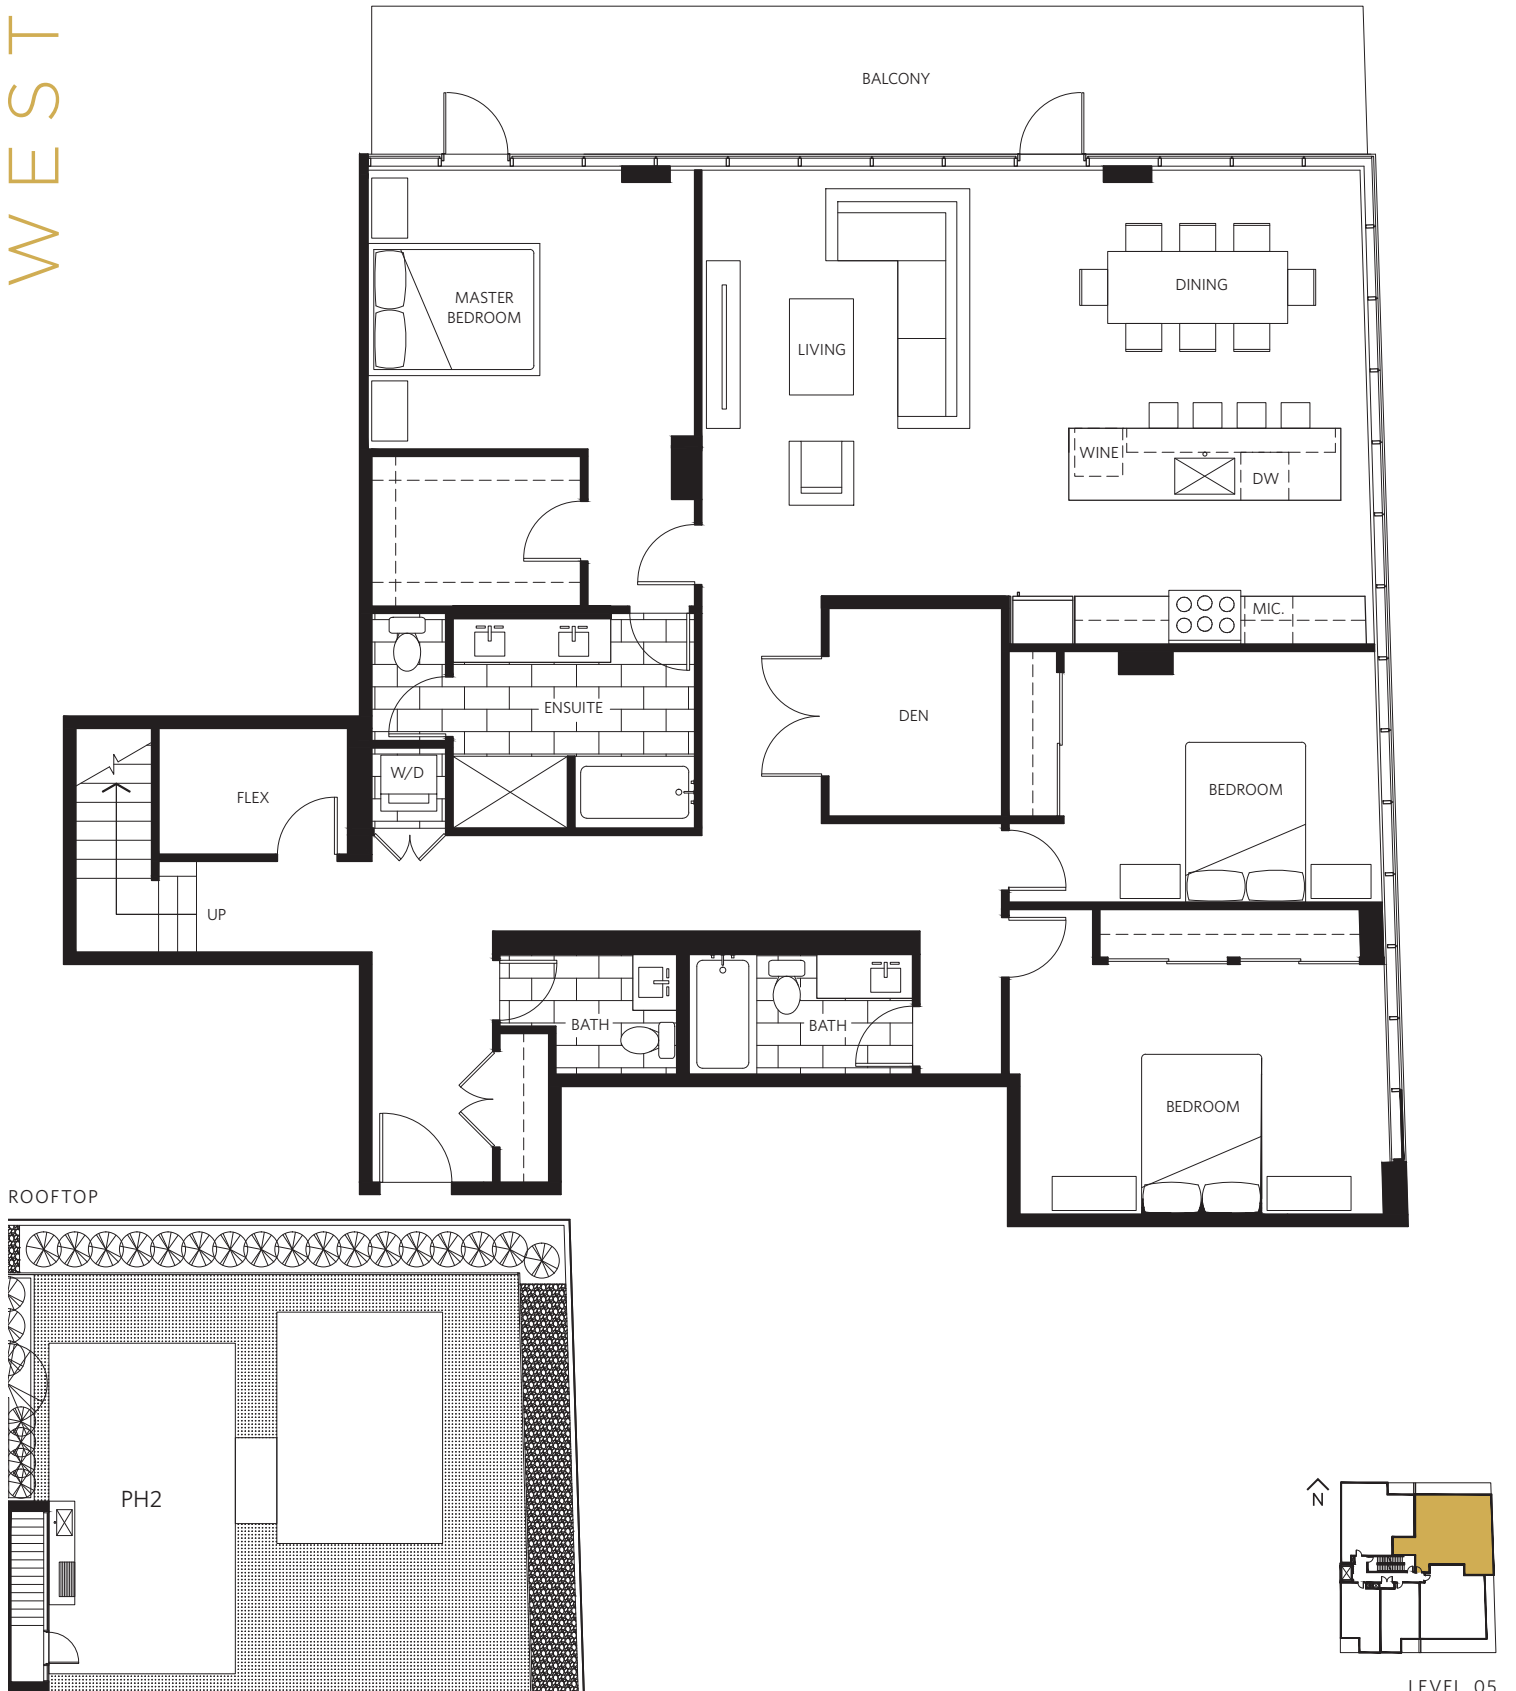 WEST
BALCONY
MASTER
BEDROOM
LIVING
DINING
WINE
DW
MIC.
ENSUITE
DEN
W/D
FLEX
BEDROOM
UP
BATH
BATH
BEDROOM
ROOFTOP
PH2
N
LEVEL 05